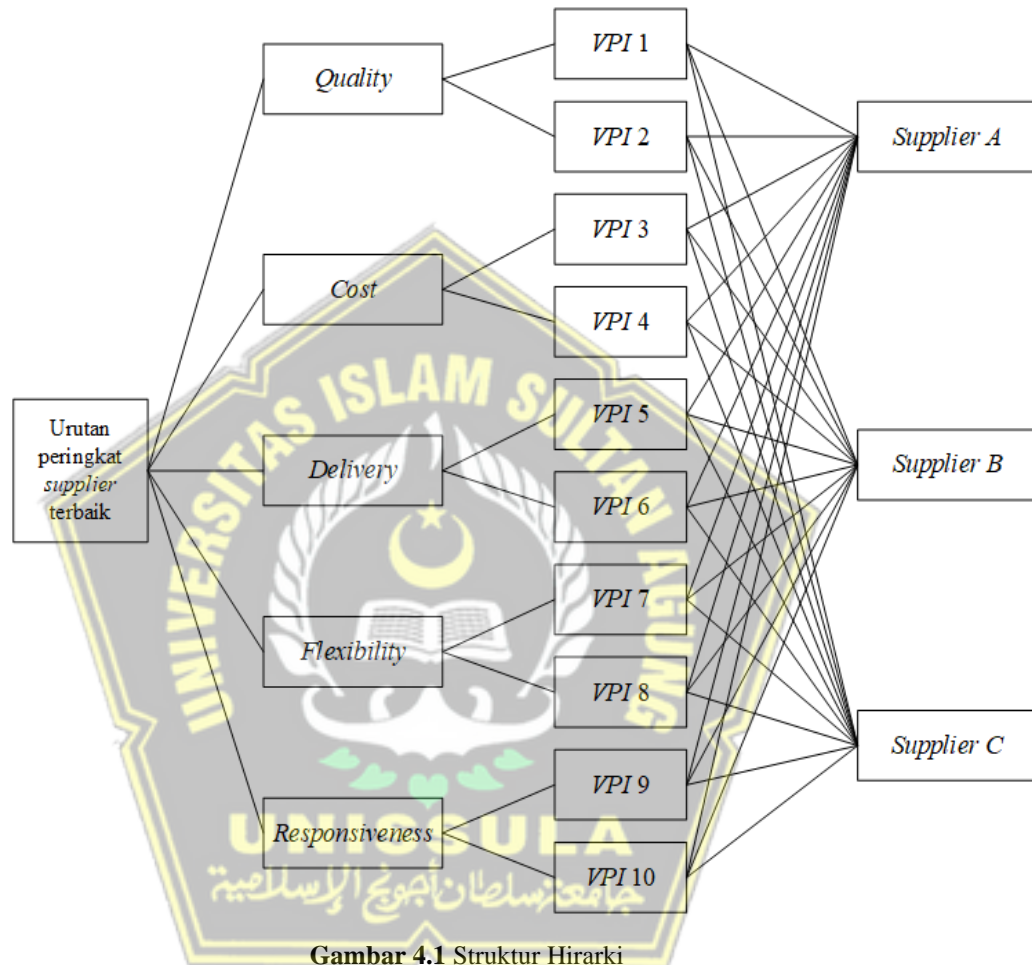 Urutan
peringkat
supplier
terbaik
Quality
Cost
Delivery
Flexibility
Responsiveness
VPI 1
VPI 2
VPI 3
VPI 4
VPI 5
VPI 6
VPI 7
VPI 8
VPI 9
VPI 10
Supplier A
Supplier B
Supplier C
UNIVERSITAS ISLAM SULTAN AGUNG
UNISSULA
جامعة سلطان أجونج الإسلامية
Gambar 4.1 Struktur Hirarki